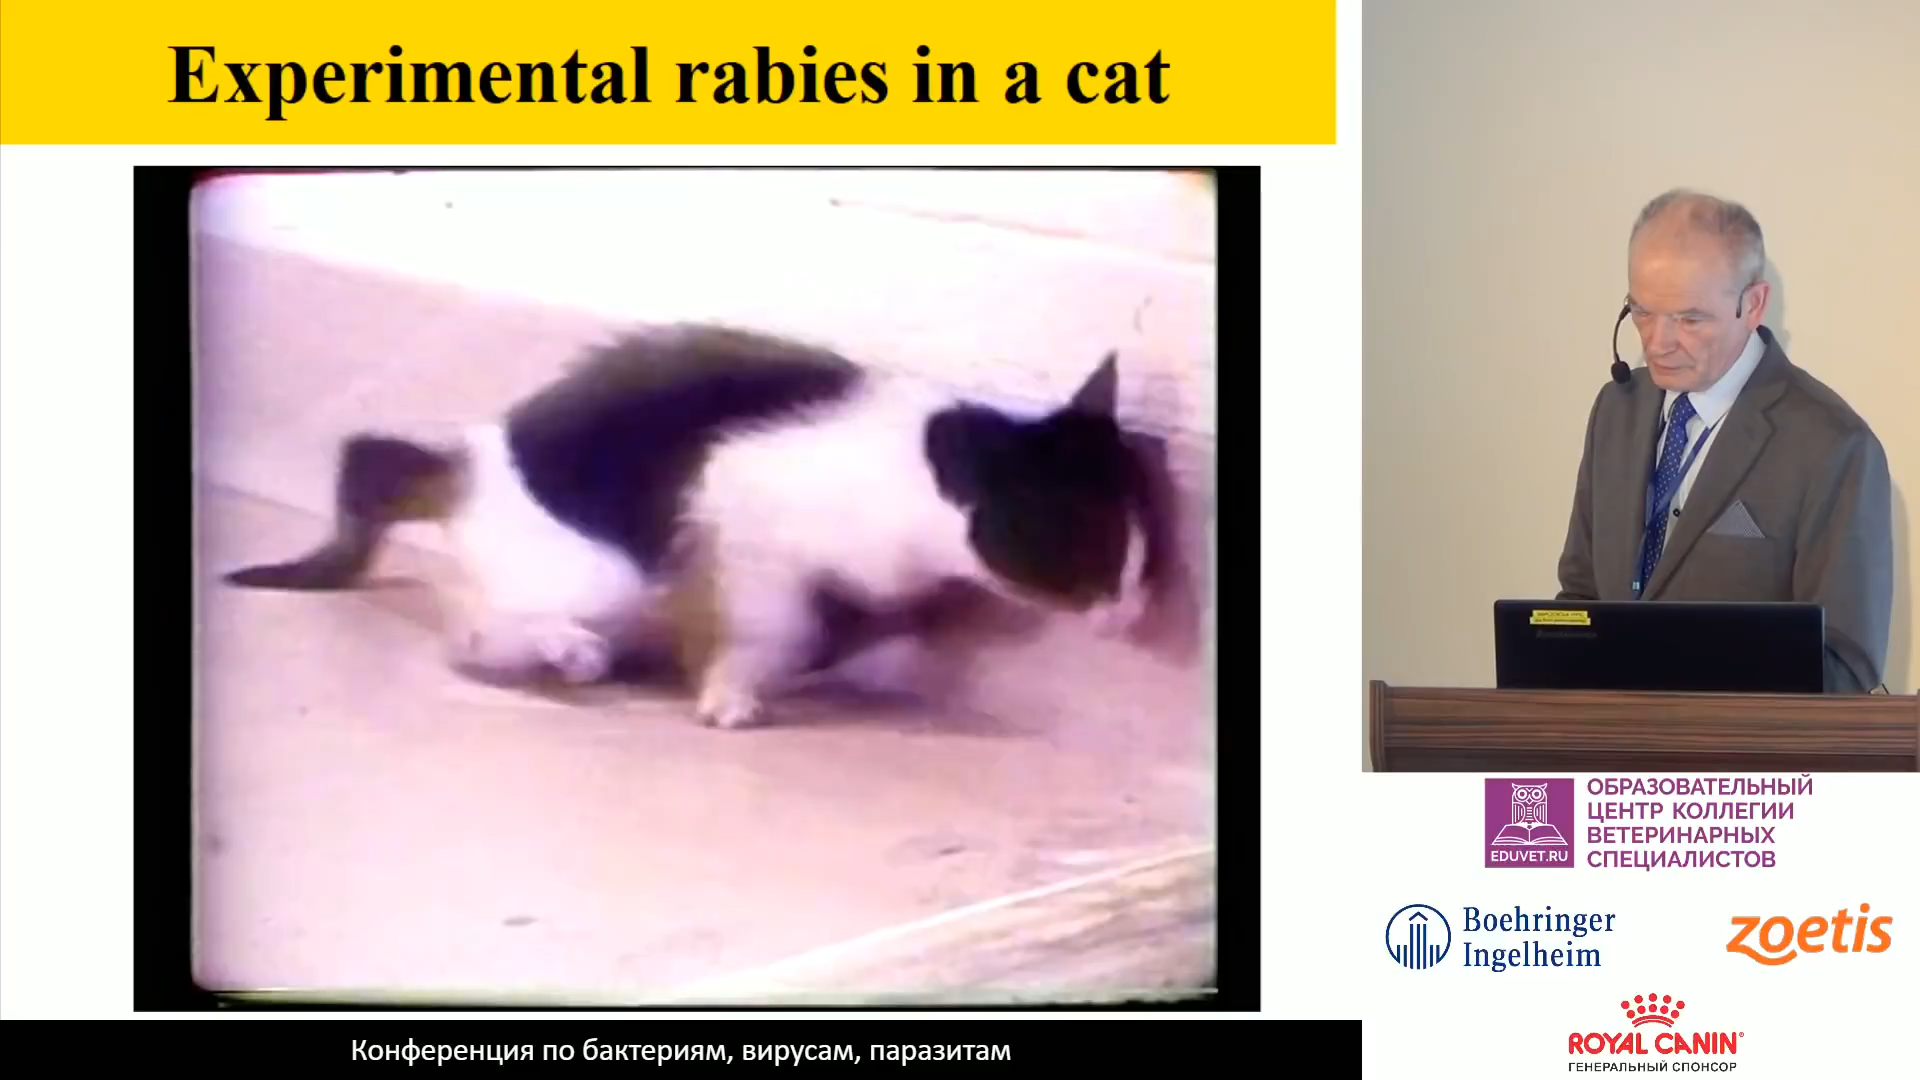 Experimental rabies in a cat
ОБРАЗОВАТЕЛЬНЫЙ
ЦЕНТР КОЛЛЕГИИ
ВЕТЕРИНАРНЫХ
СПЕЦИАЛИСТОВ
EDUVET.RU
Boehringer
Ingelheim
zoetis
ROYAL CANIN
ГЕНЕРАЛЬНЫЙ СПОНСОР
Конференция по бактериям, вирусам, паразитам